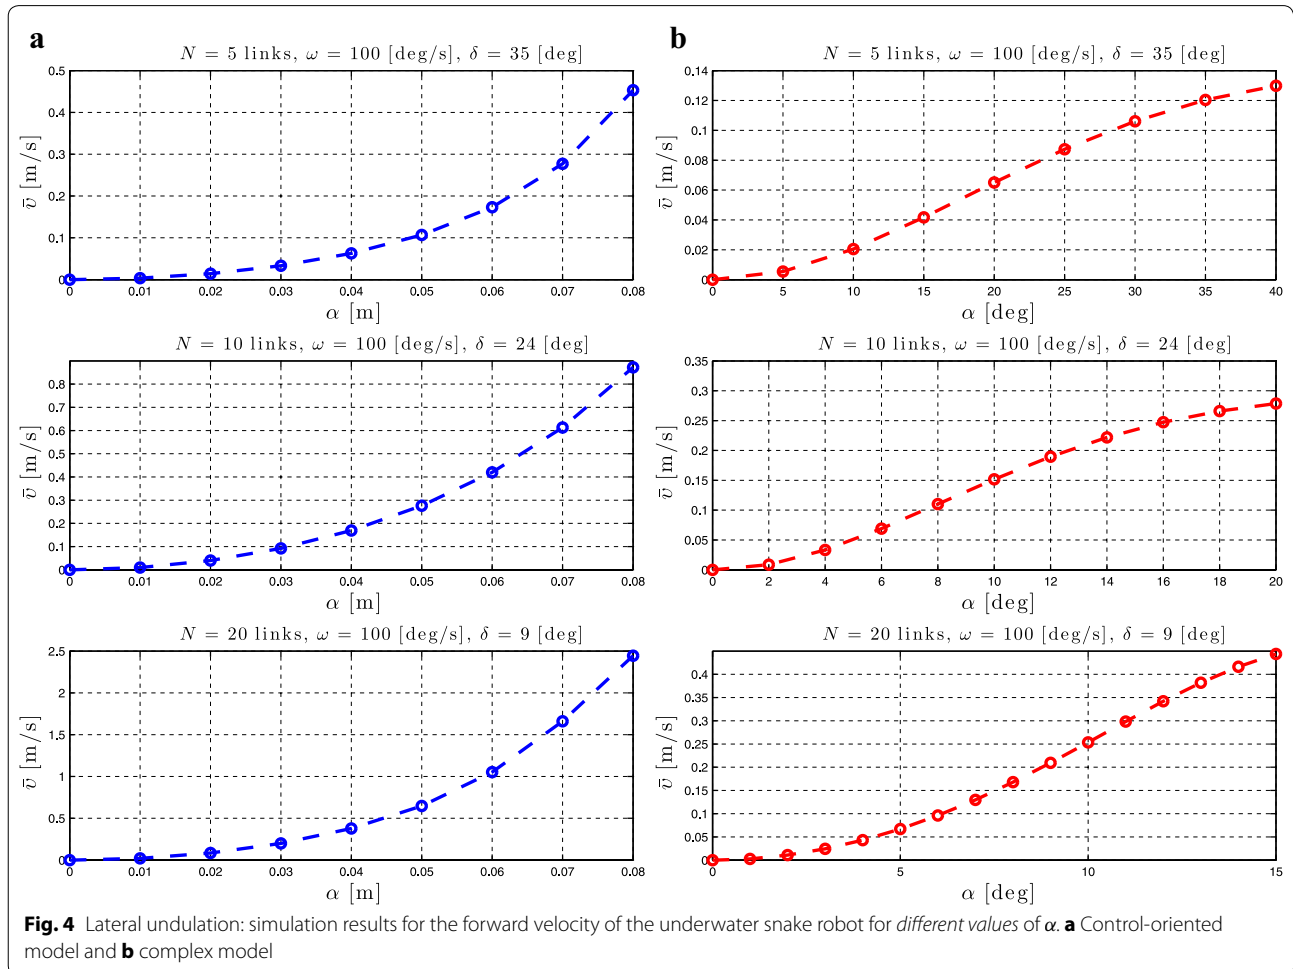 a
N = 5 links, ω = 100 [deg/s], δ = 35 [deg]
v̄ [m/s]
0.5
0.4
0.3
0.2
0.1
0
0 0.01 0.02 0.03 0.04 0.05 0.06 0.07 0.08
α [m]
b
N = 5 links, ω = 100 [deg/s], δ = 35 [deg]
v̄ [m/s]
0.14
0.12
0.1
0.08
0.06
0.04
0.02
0
0 5 10 15 20 25 30 35 40
α [deg]
N = 10 links, ω = 100 [deg/s], δ = 24 [deg]
v̄ [m/s]
0.8
0.7
0.6
0.5
0.4
0.3
0.2
0.1
0
0 0.01 0.02 0.03 0.04 0.05 0.06 0.07 0.08
α [m]
N = 10 links, ω = 100 [deg/s], δ = 24 [deg]
v̄ [m/s]
0.35
0.3
0.25
0.2
0.15
0.1
0.05
0
0 2 4 6 8 10 12 14 16 18 20
α [deg]
N = 20 links, ω = 100 [deg/s], δ = 9 [deg]
v̄ [m/s]
2.5
2
1.5
1
0.5
0
0 0.01 0.02 0.03 0.04 0.05 0.06 0.07 0.08
α [m]
N = 20 links, ω = 100 [deg/s], δ = 9 [deg]
v̄ [m/s]
0.4
0.35
0.3
0.25
0.2
0.15
0.1
0.05
0
0 5 10 15
α [deg]
Fig. 4 Lateral undulation: simulation results for the forward velocity of the underwater snake robot for different values of α. a Control-oriented
model and b complex model